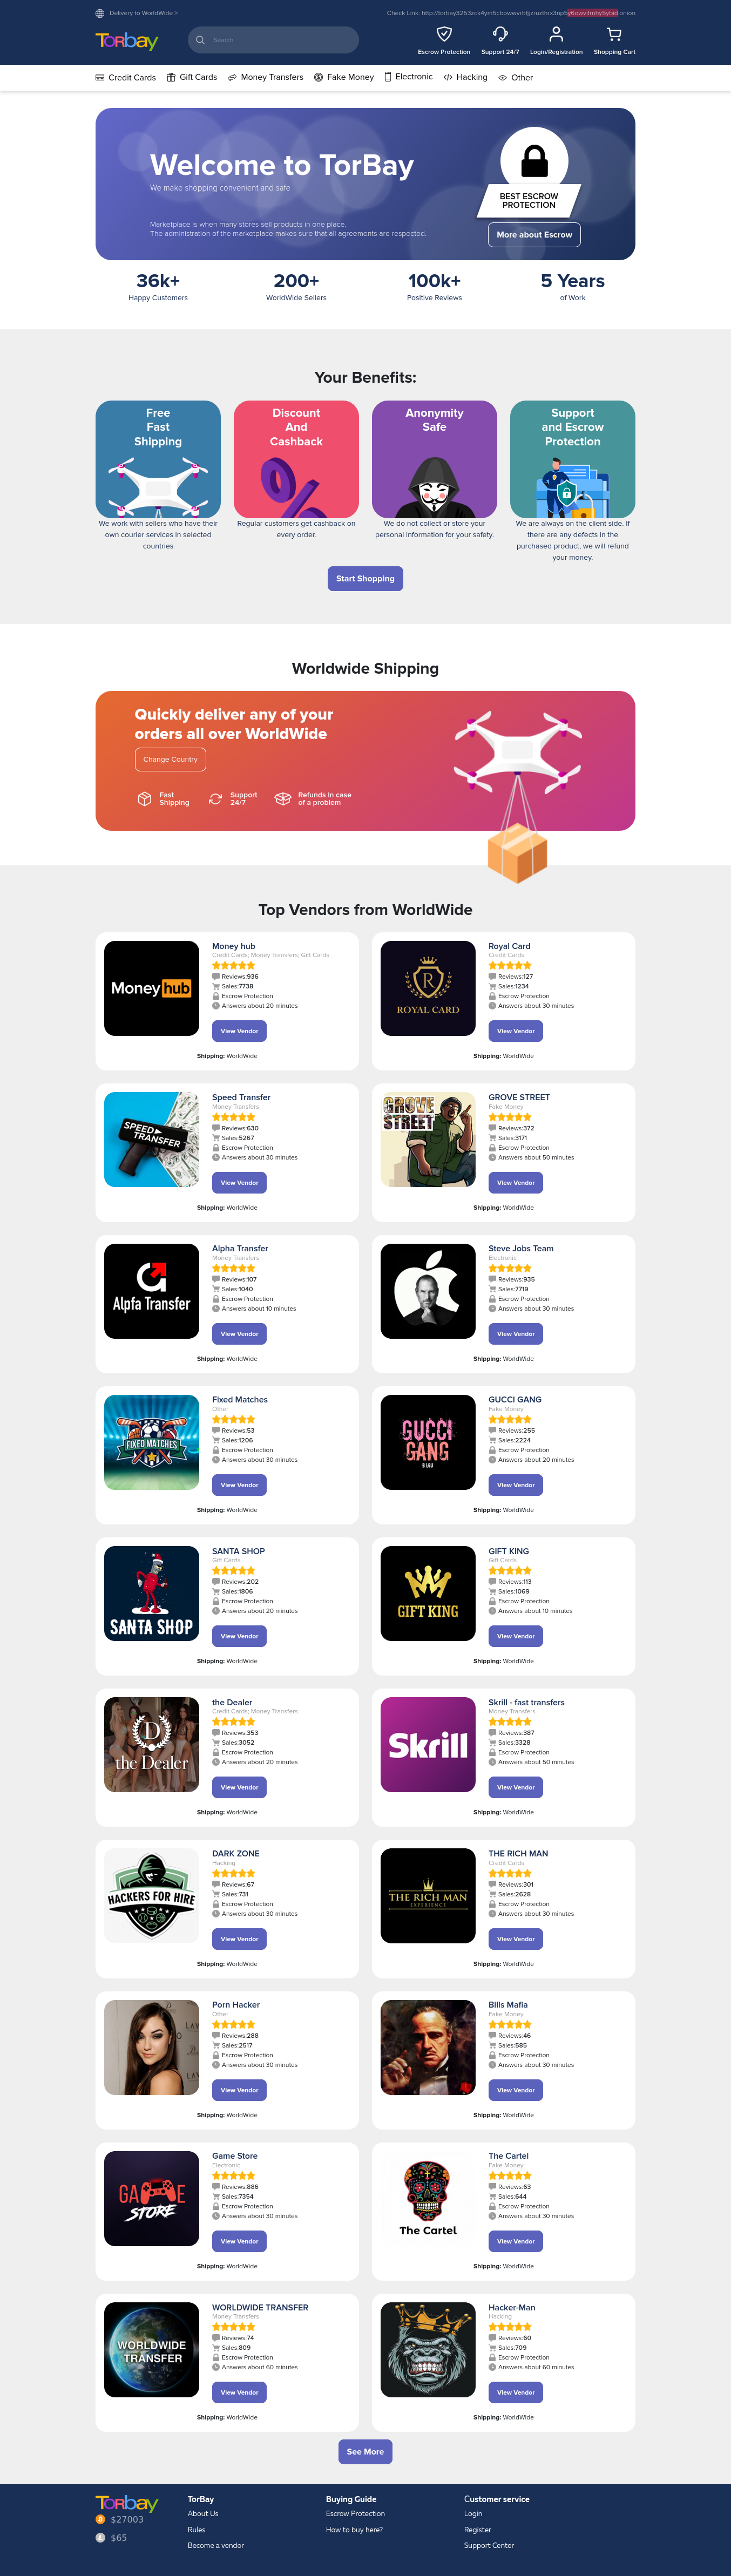 Delivery to WorldWide >
Torbay
Search
Escrow Protection
Support 24/7
Login/Registration
Shopping Cart
Credit Cards
Gift Cards
Money Transfers
Fake Money
Electronic
Hacking
Other
Welcome to TorBay
We make shopping convenient and safe
Marketplace is when many stores sell products in one place.
The administration of the marketplace makes sure that all agreements are respected.
BEST ESCROW
PROTECTION
More about Escrow
36k+
Happy Customers
200+
WorldWide Sellers
100k+
Positive Reviews
5 Years
of Work
Your Benefits:
Free
Fast
Shipping
We work with sellers who have their
own courier services in selected
countries
Discount
And
Cashback
Regular customers get cashback on
every order.
Anonymity
Safe
We do not collect or store your
personal information for your safety.
Support
and Escrow
Protection
We are always on the client side. If
there are any defects in the
purchased product, we will refund
your money.
Start Shopping
Worldwide Shipping
Quickly deliver any of your
orders all over WorldWide
Change Country
Fast
Shipping
Support
24/7
Refunds in case
of a problem
Top Vendors from WorldWide
Money hub
Money hub
Credit Cards; Money Transfers; Gift Cards
Reviews:936
Sales:7738
Escrow Protection
Answers about 20 minutes
View Vendor
Shipping: WorldWide
R
ROYAL CARD
Royal Card
Credit Cards
Reviews:127
Sales:1234
Escrow Protection
Answers about 30 minutes
View Vendor
Shipping: WorldWide
SPEED
TRANSFER
Speed Transfer
Money Transfers
Reviews:630
Sales:5267
Escrow Protection
Answers about 30 minutes
View Vendor
Shipping: WorldWide
GROVE
STREET
GROVE STREET
Fake Money
Reviews:372
Sales:3171
Escrow Protection
Answers about 50 minutes
View Vendor
Shipping: WorldWide
Alpfa Transfer
Alpha Transfer
Money Transfers
Reviews:107
Sales:1040
Escrow Protection
Answers about 10 minutes
View Vendor
Shipping: WorldWide
Steve Jobs Team
Electronic
Reviews:935
Sales:7719
Escrow Protection
Answers about 30 minutes
View Vendor
Shipping: WorldWide
FIXED MATCHES
Fixed Matches
Other
Reviews:53
Sales:1206
Escrow Protection
Answers about 30 minutes
View Vendor
Shipping: WorldWide
GUCCI
GANG
GUCCI GANG
Fake Money
Reviews:255
Sales:2224
Escrow Protection
Answers about 20 minutes
View Vendor
Shipping: WorldWide
SANTA SHOP
SANTA SHOP
Gift Cards
Reviews:202
Sales:1806
Escrow Protection
Answers about 20 minutes
View Vendor
Shipping: WorldWide
GIFT KING
GIFT KING
Gift Cards
Reviews:113
Sales:1069
Escrow Protection
Answers about 10 minutes
View Vendor
Shipping: WorldWide
D
the Dealer
the Dealer
Credit Cards; Money Transfers
Reviews:353
Sales:3052
Escrow Protection
Answers about 20 minutes
View Vendor
Shipping: WorldWide
Skrill
Skrill - fast transfers
Money Transfers
Reviews:387
Sales:3328
Escrow Protection
Answers about 50 minutes
View Vendor
Shipping: WorldWide
HACKERS FOR HIRE
DARK ZONE
Hacking
Reviews:67
Sales:731
Escrow Protection
Answers about 30 minutes
View Vendor
Shipping: WorldWide
THE RICH MAN
EXPERIENCE
THE RICH MAN
Credit Cards
Reviews:301
Sales:2628
Escrow Protection
Answers about 30 minutes
View Vendor
Shipping: WorldWide
Porn Hacker
Other
Reviews:288
Sales:2517
Escrow Protection
Answers about 30 minutes
View Vendor
Shipping: WorldWide
Bills Mafia
Fake Money
Reviews:46
Sales:585
Escrow Protection
Answers about 30 minutes
View Vendor
Shipping: WorldWide
GAME
STORE
Game Store
Electronic
Reviews:886
Sales:7354
Escrow Protection
Answers about 30 minutes
View Vendor
Shipping: WorldWide
The Cartel
The Cartel
Fake Money
Reviews:63
Sales:644
Escrow Protection
Answers about 30 minutes
View Vendor
Shipping: WorldWide
WORLDWIDE
TRANSFER
WORLDWIDE TRANSFER
Money Transfers
Reviews:74
Sales:809
Escrow Protection
Answers about 60 minutes
View Vendor
Shipping: WorldWide
Hacker-Man
Hacking
Reviews:60
Sales:709
Escrow Protection
Answers about 60 minutes
View Vendor
Shipping: WorldWide
See More
Torbay
$27003
$65
TorBay
About Us
Rules
Become a vendor
Buying Guide
Escrow Protection
How to buy here?
Customer service
Login
Register
Support Center